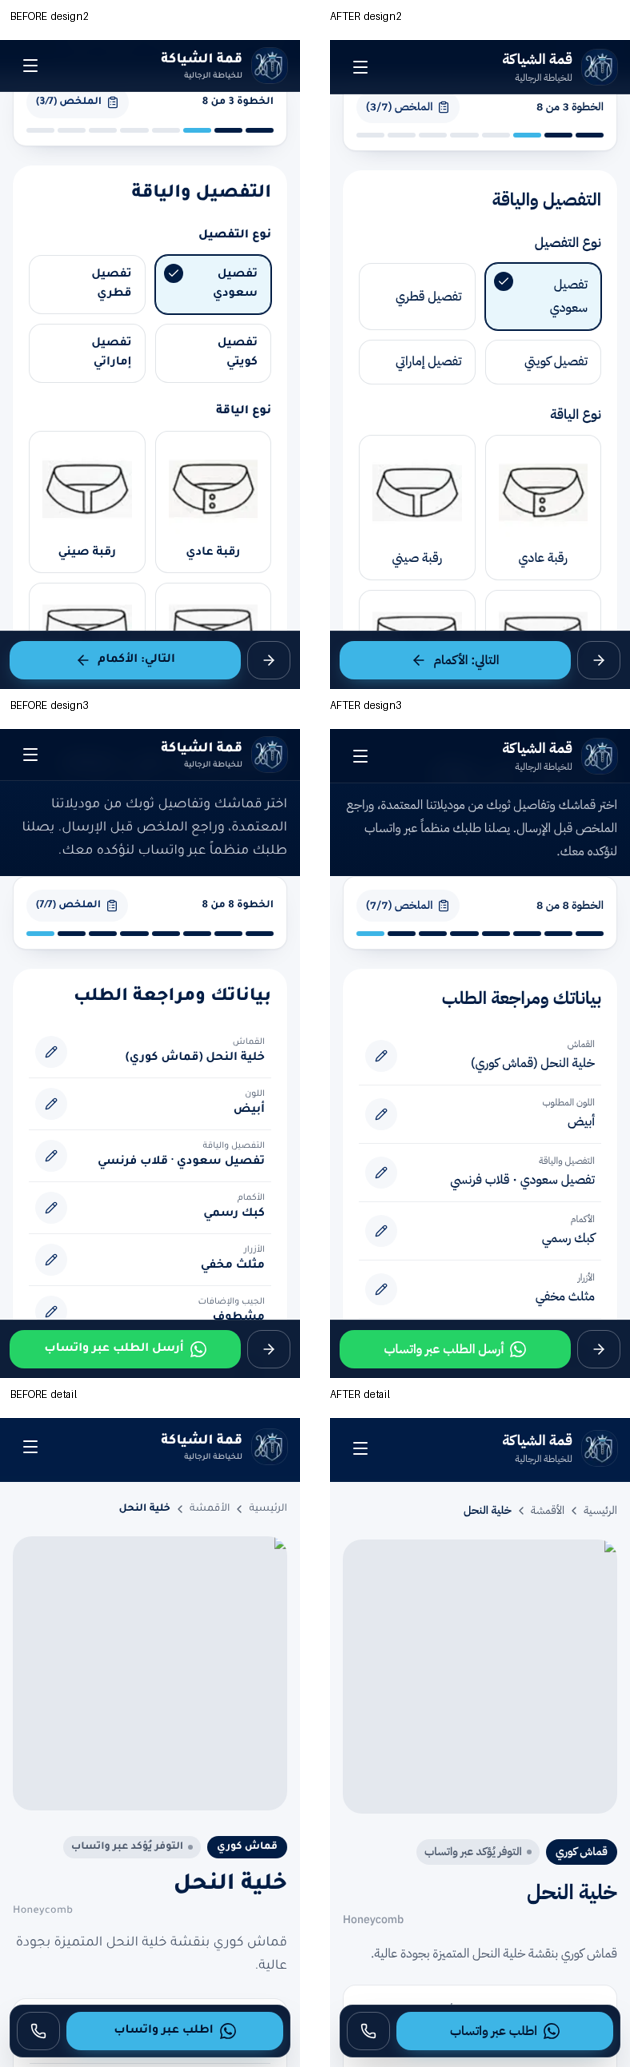 BEFORE design2
قمة الشياكة
للخياطة الرجالية
الخطوة 3 من 8
الملخص (3/7)
التفصيل والياقة
نوع التفصيل
تفصيل
سعودي
تفصيل
قطري
تفصيل
كويتي
تفصيل
إماراتي
نوع الياقة
رقبة عادي
رقبة صيني
التالي: الأكمام
AFTER design2
قمة الشياكة
للخياطة الرجالية
الخطوة 3 من 8
الملخص (3/7)
التفصيل والياقة
نوع التفصيل
تفصيل
سعودي
تفصيل قطري
تفصيل كويتي
تفصيل إماراتي
نوع الياقة
رقبة عادي
رقبة صيني
التالي: الأكمام
BEFORE design3
قمة الشياكة
للخياطة الرجالية
اختر قماشك وتفاصيل ثوبك من موديلاتنا
المعتمدة، وراجع الملخص قبل الإرسال. يصلنا
طلبك منظماً عبر واتساب لنؤكده معك.
الخطوة 8 من 8
الملخص (7/7)
بياناتك ومراجعة الطلب
القماش
خلية النحل (قماش كوري)
اللون
أبيض
التفصيل والياقة
تفصيل سعودي · قلاب فرنسي
الأكمام
كبك رسمي
الأزرار
مثلث مخفي
الجيب والإضافات
مشطوف
أرسل الطلب عبر واتساب
AFTER design3
قمة الشياكة
للخياطة الرجالية
اختر قماشك وتفاصيل ثوبك من موديلاتنا المعتمدة، وراجع
الملخص قبل الإرسال. يصلنا طلبك منظماً عبر واتساب
لنؤكده معك.
الخطوة 8 من 8
الملخص (7/7)
بياناتك ومراجعة الطلب
القماش
خلية النحل (قماش كوري)
اللون المطلوب
أبيض
التفصيل والياقة
تفصيل سعودي · قلاب فرنسي
الأكمام
كبك رسمي
الأزرار
مثلث مخفي
أرسل الطلب عبر واتساب
BEFORE detail
قمة الشياكة
للخياطة الرجالية
الرئيسية
الأقمشة
خلية النحل
قماش كوري
التوفر يُؤكد عبر واتساب
خلية النحل
Honeycomb
قماش كوري بنقشة خلية النحل المتميزة بجودة
عالية.
اطلب عبر واتساب
AFTER detail
قمة الشياكة
للخياطة الرجالية
الرئيسية
الأقمشة
خلية النحل
قماش كوري
التوفر يُؤكد عبر واتساب
خلية النحل
Honeycomb
قماش كوري بنقشة خلية النحل المتميزة بجودة عالية.
اطلب عبر واتساب